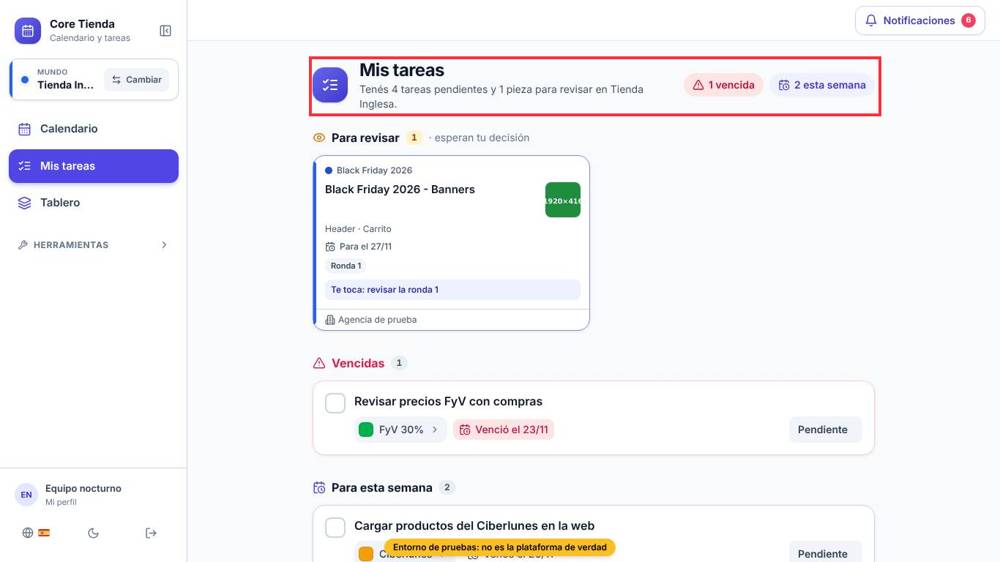 Core Tienda
Calendario y tareas
MUNDO
Tienda In...
Cambiar
Calendario
Mis tareas
Tablero
HERRAMIENTAS
EN
Equipo nocturno
Mi perfil
Notificaciones 6
Mis tareas
Tenés 4 tareas pendientes y 1 pieza para revisar en Tienda
Inglesa.
1 vencida
2 esta semana
Para revisar 1 · esperan tu decisión
Black Friday 2026
Black Friday 2026 - Banners
1920×416
Header · Carrito
Para el 27/11
Ronda 1
Te toca: revisar la ronda 1
Agencia de prueba
Vencidas 1
Revisar precios FyV con compras
FyV 30%
Venció el 23/11
Pendiente
Para esta semana 2
Cargar productos del Ciberlunes en la web
Pendiente
Entorno de pruebas: no es la plataforma de verdad